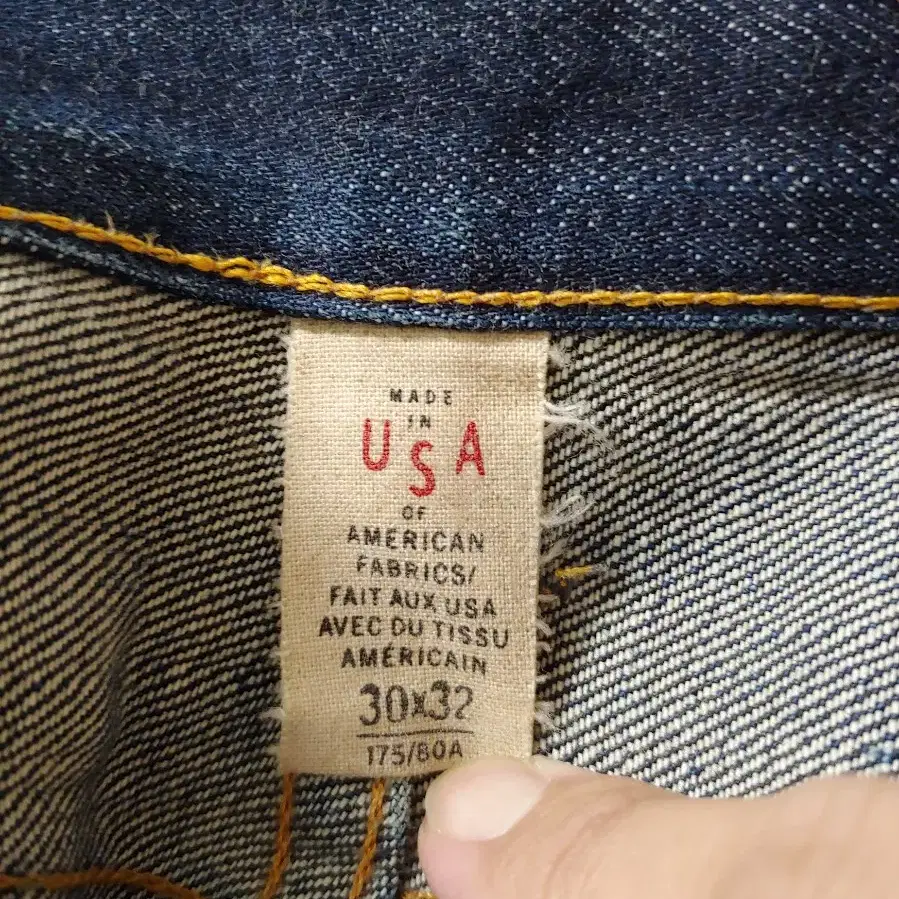 MADE
IN
USA
OF
AMERICAN
FABRICS/
FAIT AUX USA
AVEC DU TISSU
AMÉRICAIN
30x32
175/80A